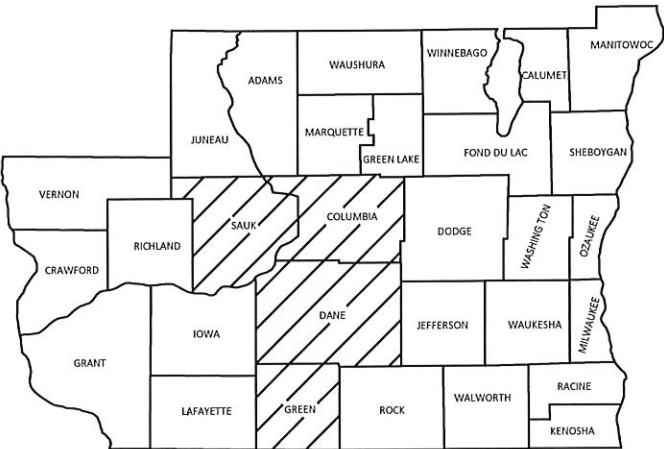 MANITOWOC
WINNEBAGO
WAUSHURA
CALUMET
ADAMS
MARQUETTE
JUNEAU
GREEN LAKE
FOND DU LAC
SHEBOYGAN
VERNON
COLUMBIA
SAUK
DODGE
WASHING TON
OZAUKEE
RICHLAND
CRAWFORD
DANE
JEFFERSON
WAUKESHA
MILWAUKEE
IOWA
GRANT
RACINE
LAFAYETTE
GREEN
ROCK
WALWORTH
KENOSHA